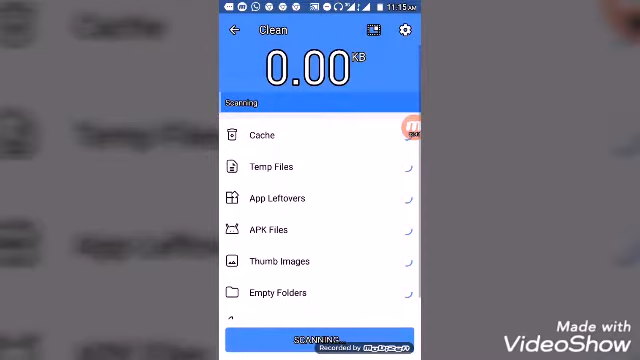 11:15 AM
Clean
0.00 KB
Scanning
Cache
Temp Files
App Leftovers
APK Files
Thumb Images
Empty Folders
SCANNING...
Recorded by
Mobizen
Made with
VideoShow